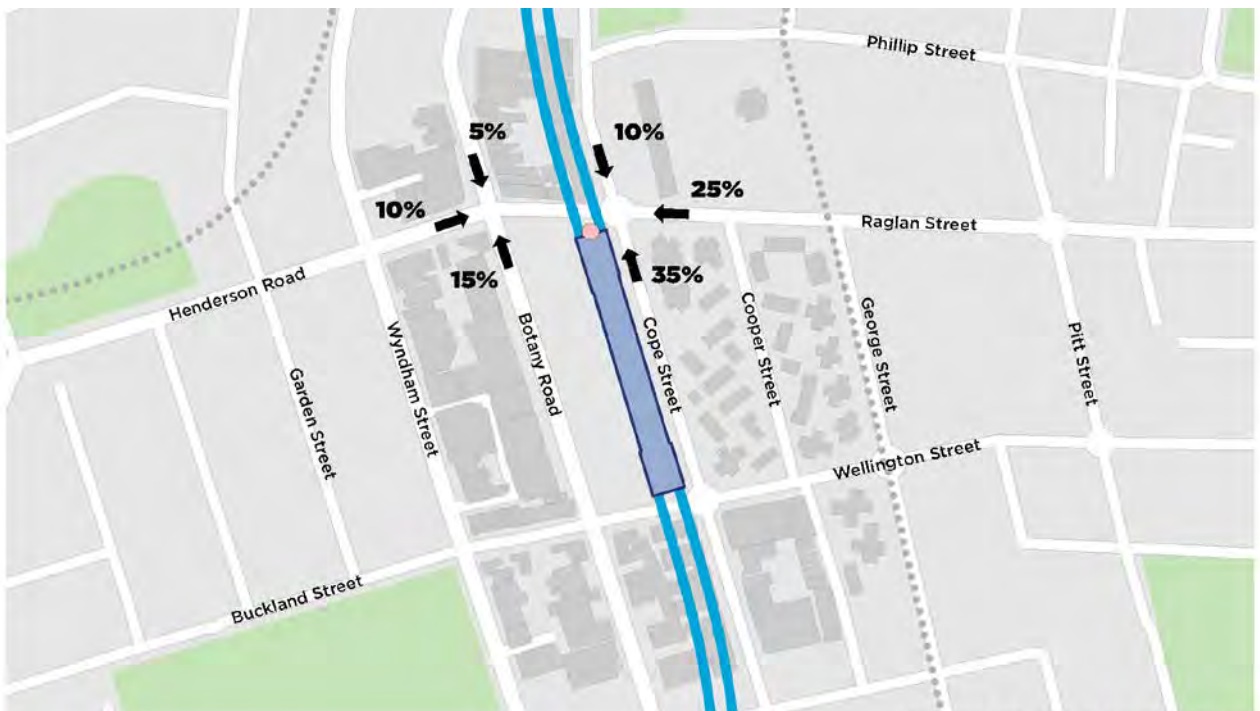 Phillip Street
5%
10%
25%
10%
Raglan Street
15%
35%
Henderson Road
Wyndham Street
Botany Road
Cope Street
Cooper Street
George Street
Pitt Street
Garden Street
Wellington Street
Buckland Street